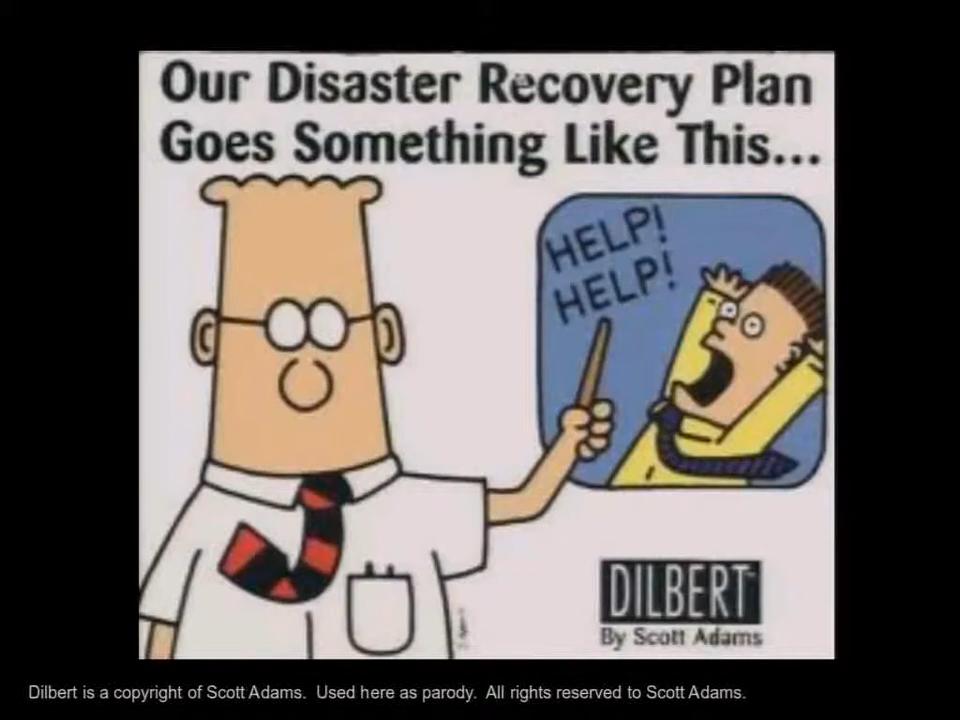 Our Disaster Recovery Plan
Goes Something Like This...
HELP!
HELP!
DILBERT™
By Scott Adams
Dilbert is a copyright of Scott Adams. Used here as parody. All rights reserved to Scott Adams.